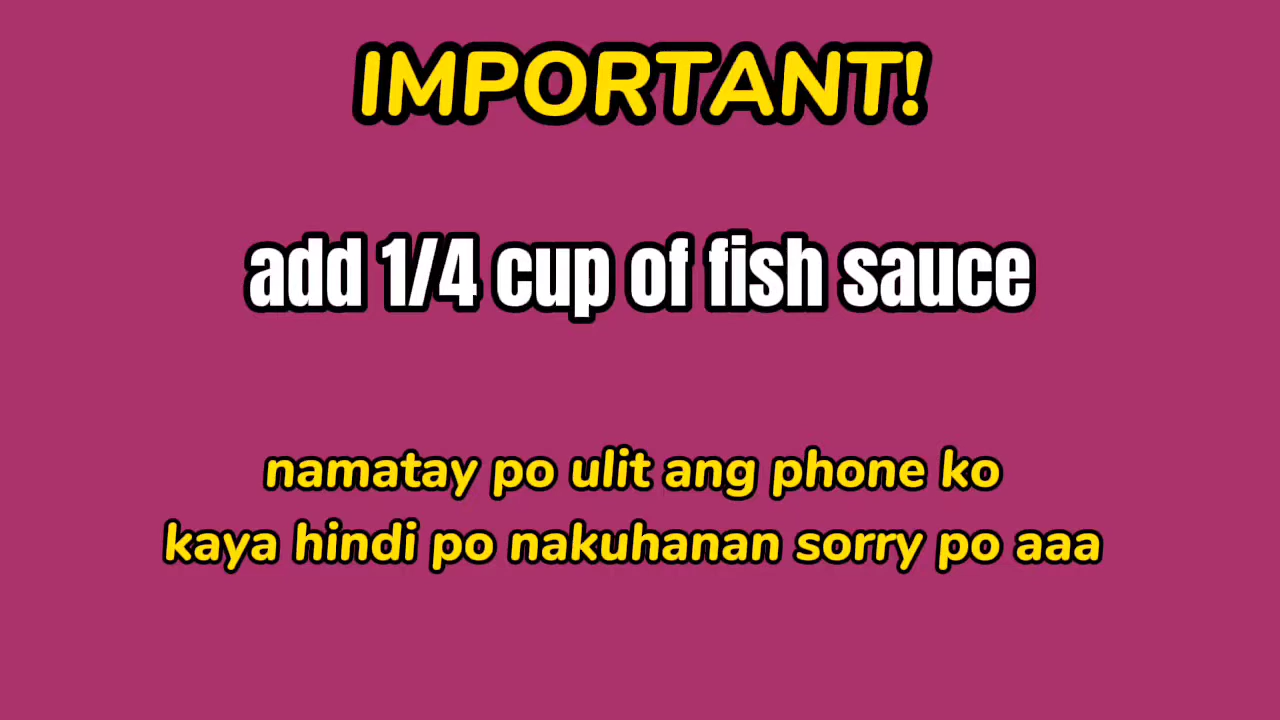 IMPORTANT!
add 1/4 cup of fish sauce
namatay po ulit ang phone ko
kaya hindi po nakuhanan sorry po aaa